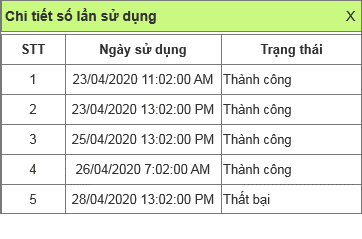 Chi tiết số lần sử dụng X
STT Ngày sử dụng Trạng thái
1 23/04/2020 11:02:00 AM Thành công
2 23/04/2020 13:02:00 PM Thành công
3 25/04/2020 13:02:00 PM Thành công
4 26/04/2020 7:02:00 AM Thành công
5 28/04/2020 13:02:00 PM Thất bại